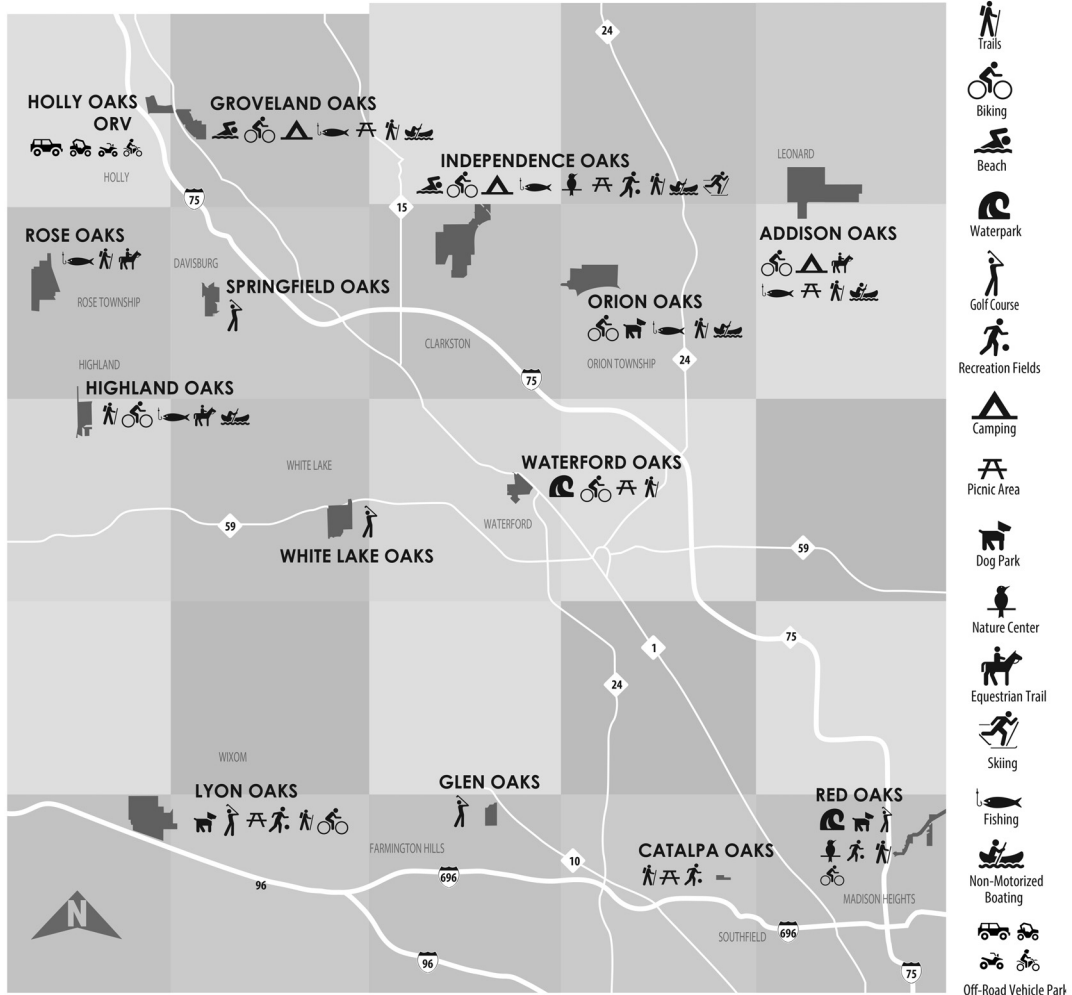 24
HOLLY OAKS
ORV
GROVELAND OAKS
HOLLY
75
INDEPENDENCE OAKS
15
LEONARD
ROSE OAKS
ROSE TOWNSHIP
DAVISBURG
SPRINGFIELD OAKS
ADDISON OAKS
ORION OAKS
ORION TOWNSHIP
CLARKSTON
24
75
HIGHLAND
HIGHLAND OAKS
WHITE LAKE
WATERFORD OAKS
WATERFORD
59
WHITE LAKE OAKS
59
75
1
24
WIXOM
LYON OAKS
GLEN OAKS
RED OAKS
FARMINGTON HILLS
10
CATALPA OAKS
96
696
MADISON HEIGHTS
N
SOUTHFIELD
696
96
75
Trails
Biking
Beach
Waterpark
Golf Course
Recreation Fields
Camping
Picnic Area
Dog Park
Nature Center
Equestrian Trail
Skiing
Fishing
Non-Motorized
Boating
Off-Road Vehicle Park